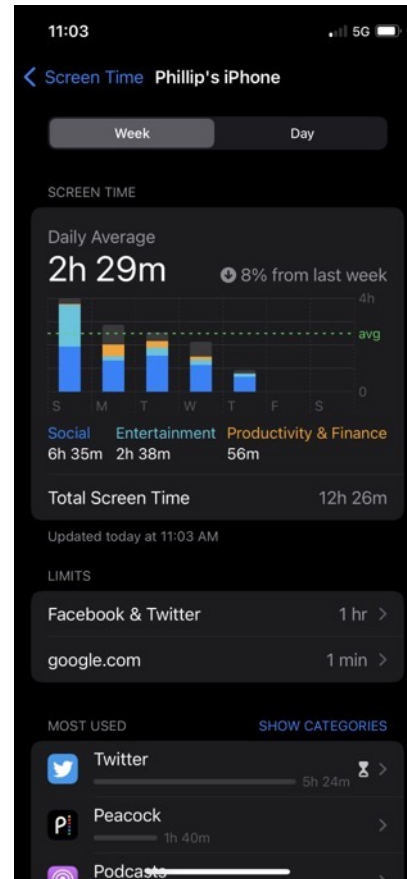 11:03 5G
Screen Time Phillip's iPhone
Week Day
SCREEN TIME
Daily Average
2h 29m 8% from last week
4h
avg
0
S M T W T F S
Social Entertainment Productivity & Finance
6h 35m 2h 38m 56m
Total Screen Time 12h 26m
Updated today at 11:03 AM
LIMITS
Facebook & Twitter 1 hr
google.com 1 min
MOST USED SHOW CATEGORIES
Twitter
5h 24m
Peacock
1h 40m
Podcasts